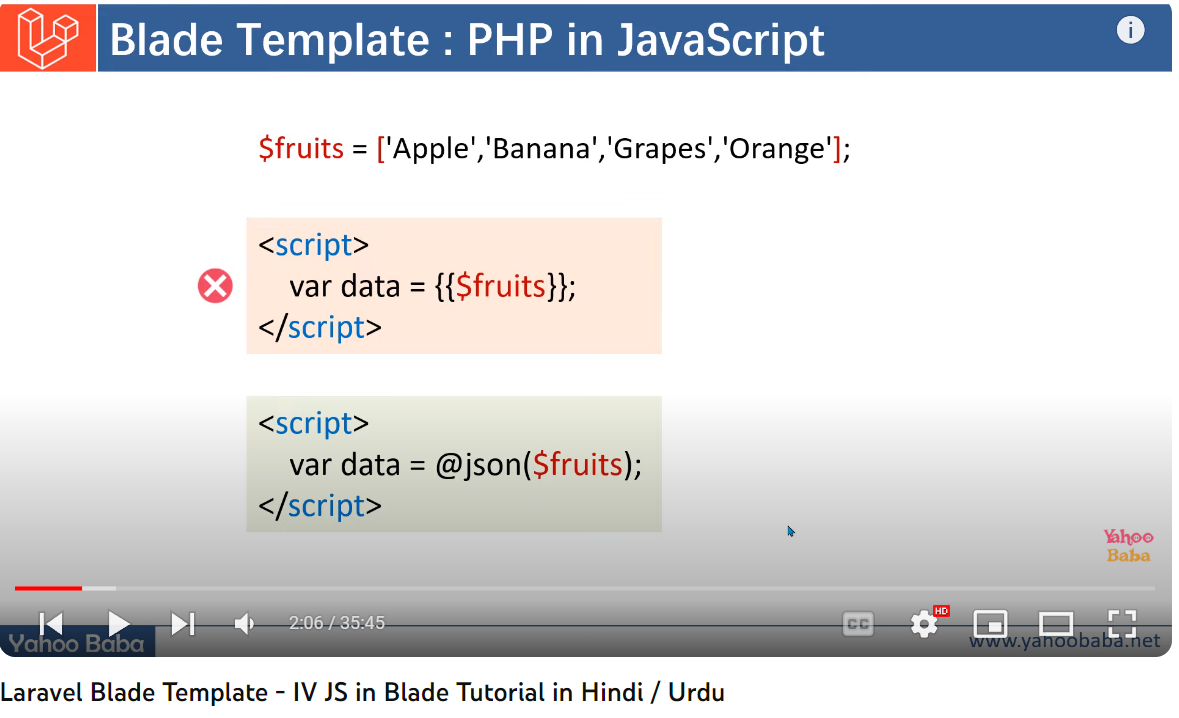 Blade Template : PHP in JavaScript
$fruits = ['Apple','Banana','Grapes','Orange'];
<script>
var data = {{$fruits}};
</script>
<script>
var data = @json($fruits);
</script>
Yahoo
Baba
2:06 / 35:45
CC
HD
Yahoo Baba
www.yahoobaba.net
Laravel Blade Template - IV JS in Blade Tutorial in Hindi / Urdu